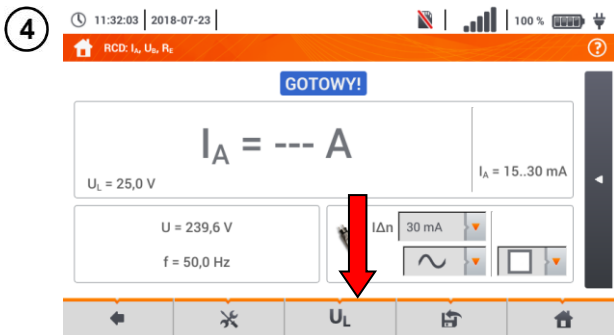 4
11:32:03 2018-07-23 100 %
RCD: IA, UB, RE ?
GOTOWY!
IA = --- A
UL = 25,0 V
IA = 15..30 mA
U = 239,6 V
f = 50,0 Hz
IΔn 30 mA
UL